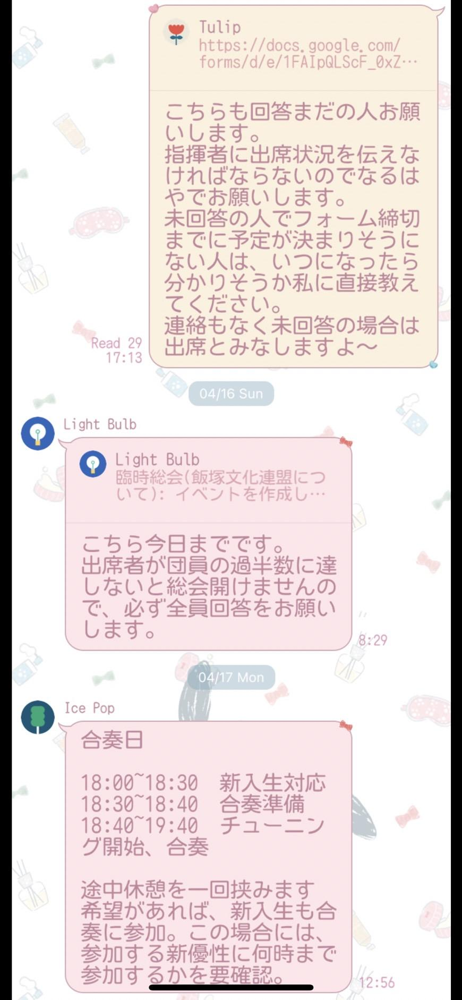 Tulip
https://docs.google.com/
forms/d/e/1FAIpQLScF_0xZ…
こちらも回答まだの人お願
いします。
指揮者に出席状況を伝えな
ければならないのでなるは
やでお願いします。
未回答の人でフォーム締切
までに予定が決まりそうに
ない人は、いつになったら
分かりそうか私に直接教え
てください。
連絡もなく未回答の場合は
出席とみなしますよ〜
Read 29
17:13
04/16 Sun
Light Bulb
Light Bulb
臨時総会(飯塚文化連盟につ
いて): イベントを作成し…
こちら今日までです。
出席者が団員の過半数に達
しないと総会開けませんの
で、必ず全員回答をお願い
します。
8:29
04/17 Mon
Ice Pop
合奏日
18:00~18:30　新入生対応
18:30~18:40　合奏準備
18:40~19:40　チューニン
グ開始、合奏
途中休憩を一回挟みます
希望があれば、新入生も合
奏に参加。この場合には、
参加する新優性に何時まで
参加するかを要確認。
12:56